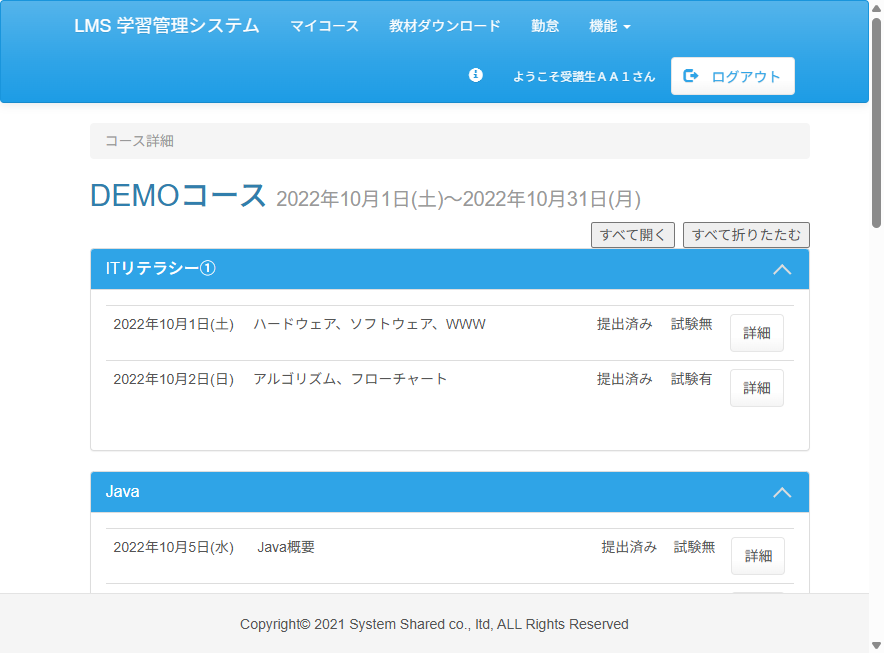 LMS 学習管理システム マイコース 教材ダウンロード 勤怠 機能
ようこそ受講生ＡＡ１さん ログアウト
コース詳細
DEMOコース 2022年10月1日(土)～2022年10月31日(月)
すべて開く すべて折りたたむ
ITリテラシー①
2022年10月1日(土) ハードウェア、ソフトウェア、WWW 提出済み 試験無 詳細
2022年10月2日(日) アルゴリズム、フローチャート 提出済み 試験有 詳細
Java
2022年10月5日(水) Java概要 提出済み 試験無 詳細
Copyright© 2021 System Shared co., ltd, ALL Rights Reserved